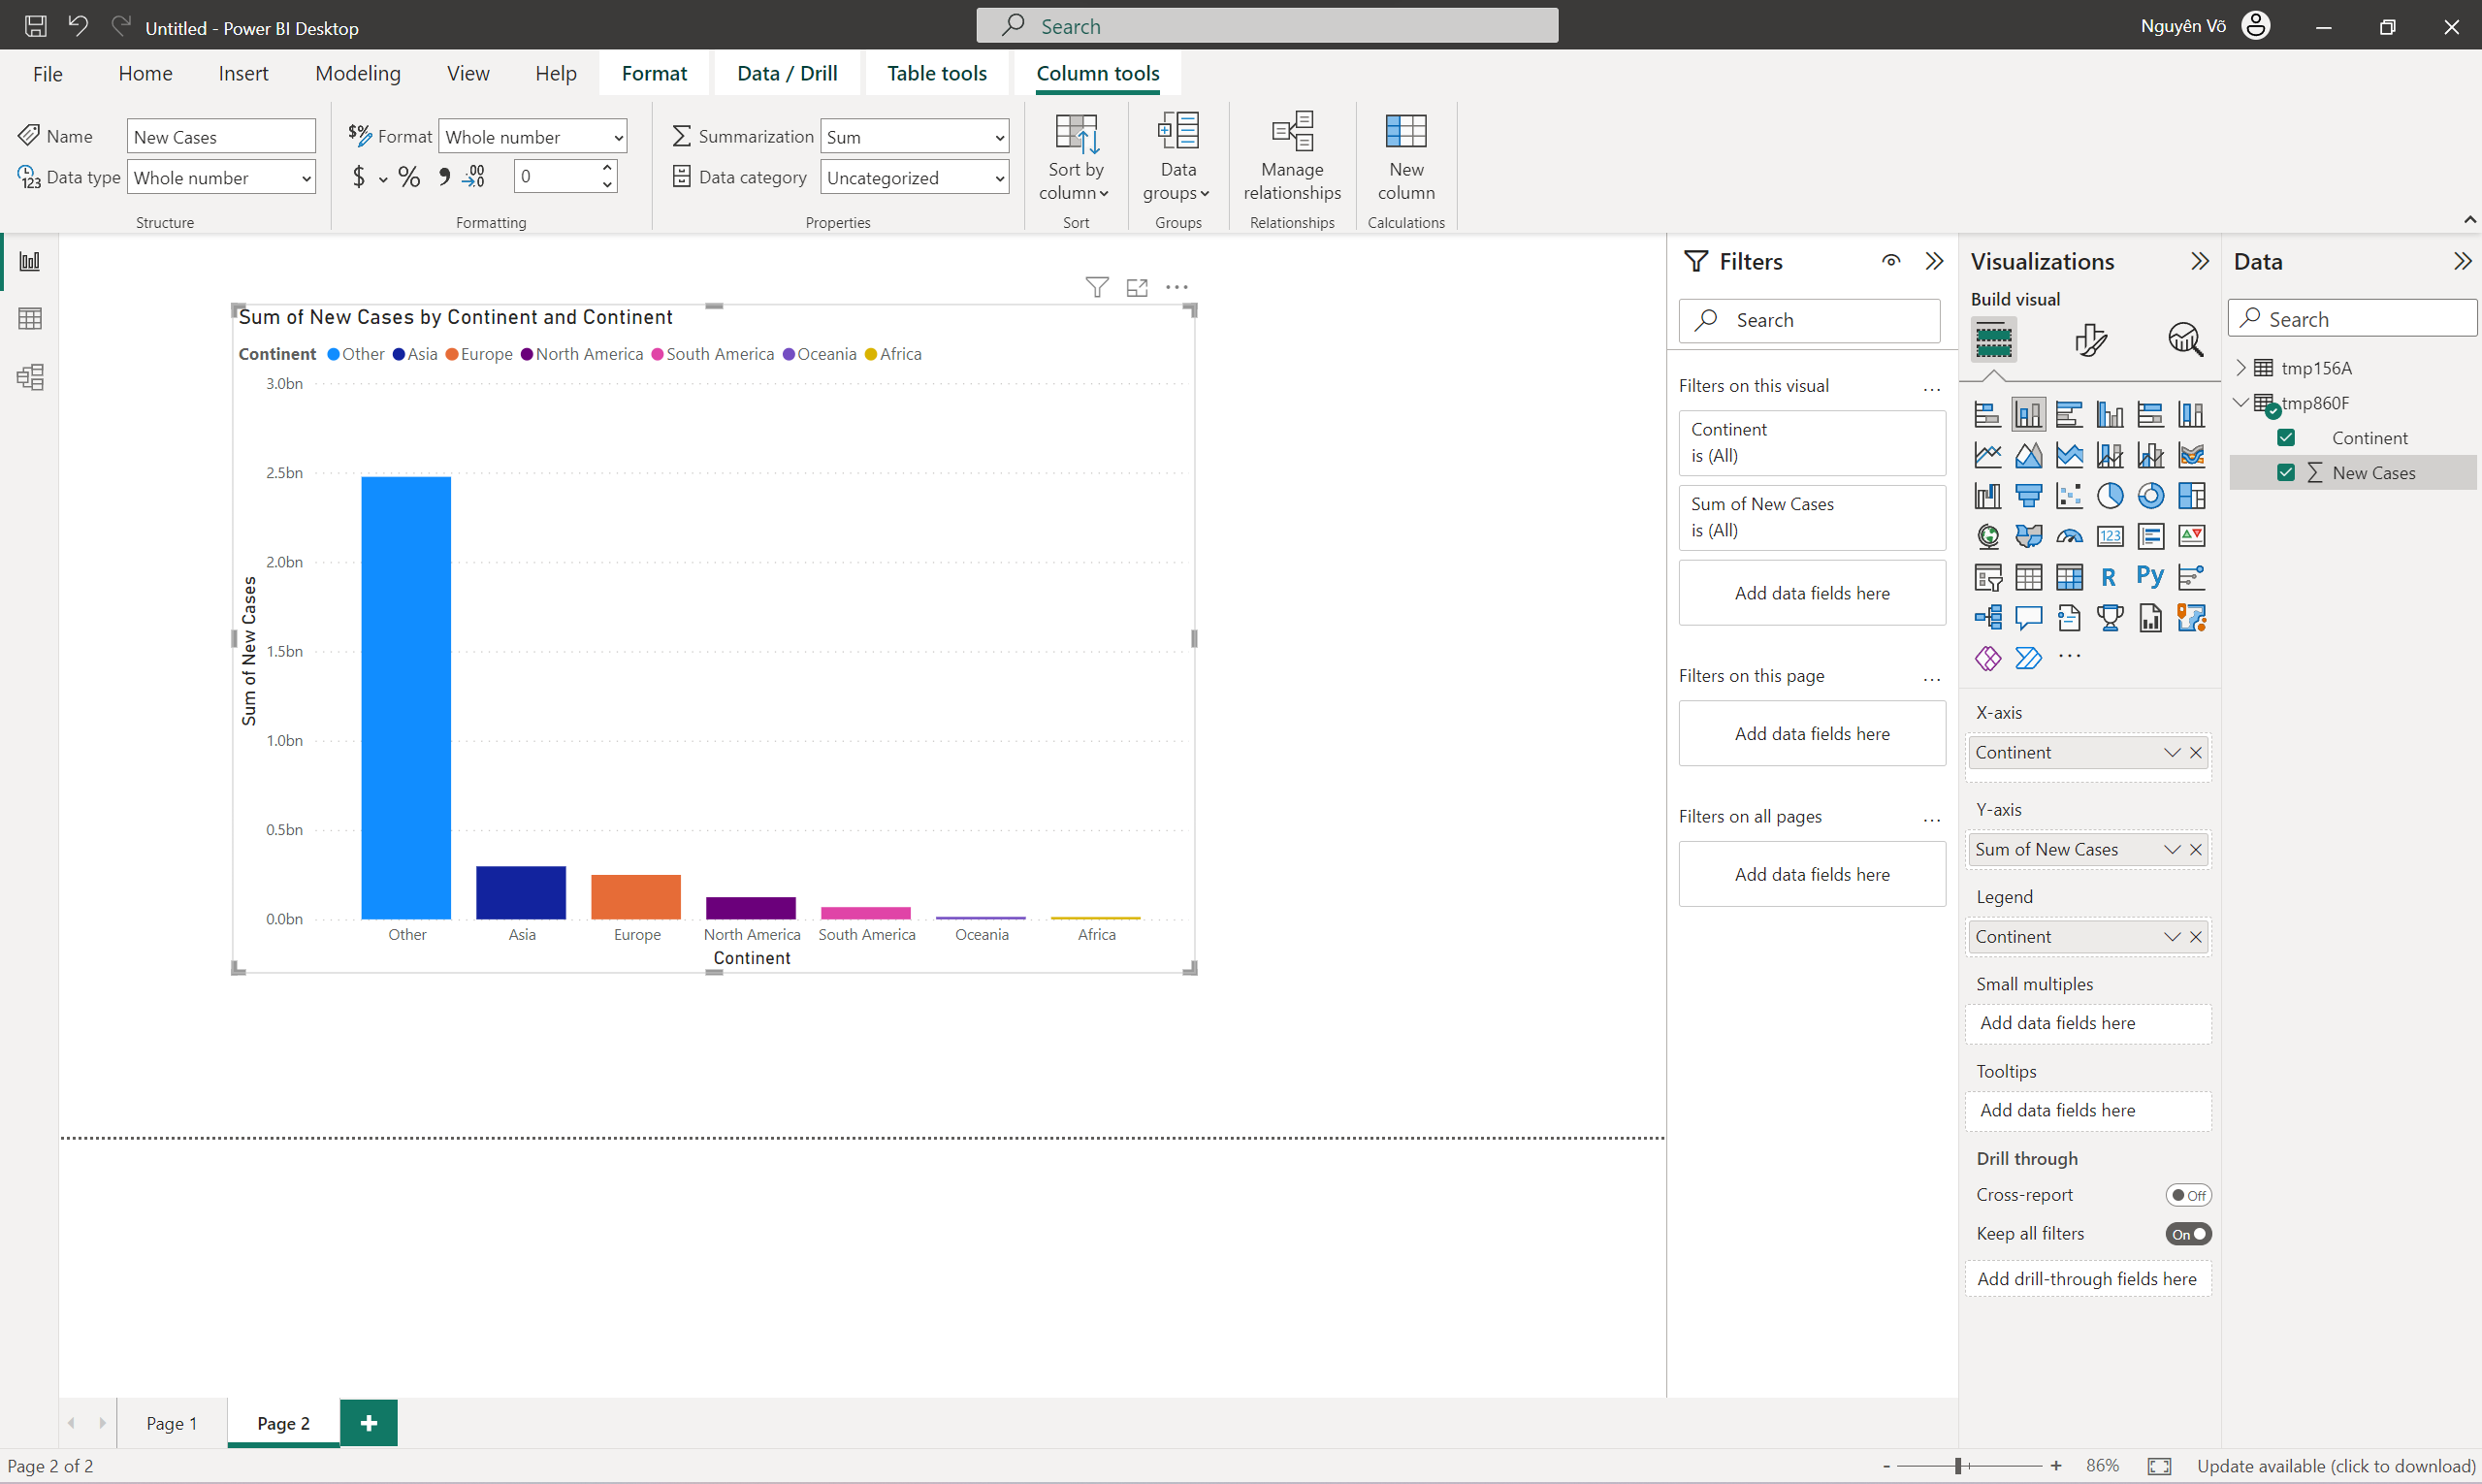 Untitled - Power BI Desktop
Search
Nguyên Võ
File Home Insert Modeling View Help Format Data / Drill Table tools Column tools
Name New Cases
Data type Whole number
Structure
$% Format Whole number
$ % 9 .00 0
Formatting
Summarization Sum
Data category Uncategorized
Properties
Sort by
column
Sort
Data
groups
Groups
Manage
relationships
Relationships
New
column
Calculations
Sum of New Cases by Continent and Continent
Continent Other Asia Europe North America South America Oceania Africa
3.0bn
2.5bn
2.0bn
1.5bn
1.0bn
0.5bn
0.0bn
Sum of New Cases
Other Asia Europe North America South America Oceania Africa
Continent
Filters
Search
Filters on this visual ...
Continent
is (All)
Sum of New Cases
is (All)
Add data fields here
Filters on this page ...
Add data fields here
Filters on all pages ...
Add data fields here
Visualizations
Build visual
123
R Py
X-axis
Continent
Y-axis
Sum of New Cases
Legend
Continent
Small multiples
Add data fields here
Tooltips
Add data fields here
Drill through
Cross-report Off
Keep all filters On
Add drill-through fields here
Data
Search
tmp156A
tmp860F
Continent
∑ New Cases
Page 1 Page 2 +
Page 2 of 2
- + 86% Update available (click to download)